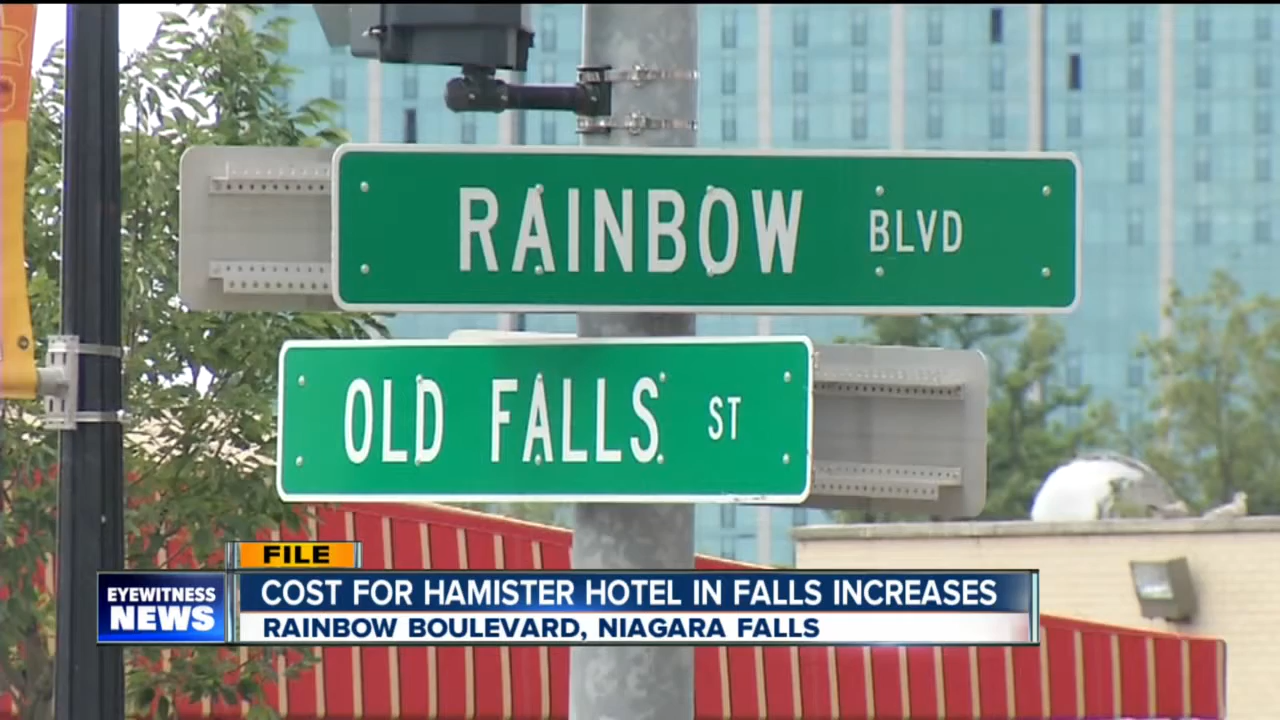 RAINBOW BLVD
OLD FALLS ST
FILE
EYEWITNESS
NEWS
COST FOR HAMISTER HOTEL IN FALLS INCREASES
RAINBOW BOULEVARD, NIAGARA FALLS